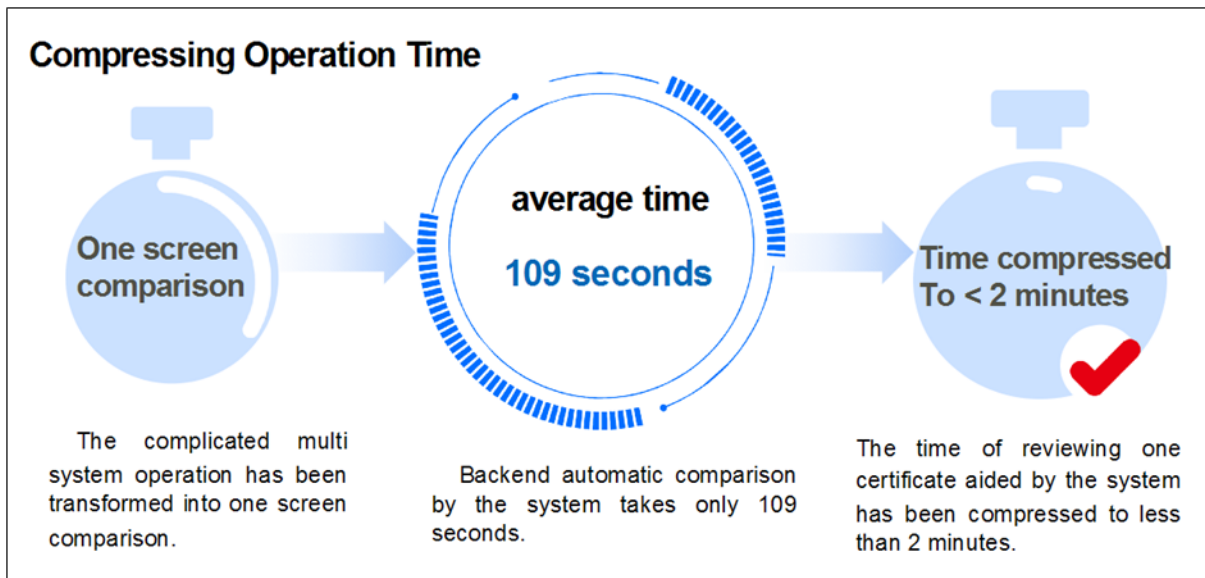 Compressing Operation Time
One screen
comparison
average time
109 seconds
Time compressed
To < 2 minutes
The complicated multi
system operation has been
transformed into one screen
comparison.
Backend automatic comparison
by the system takes only 109
seconds.
The time of reviewing one
certificate aided by the system
has been compressed to less
than 2 minutes.